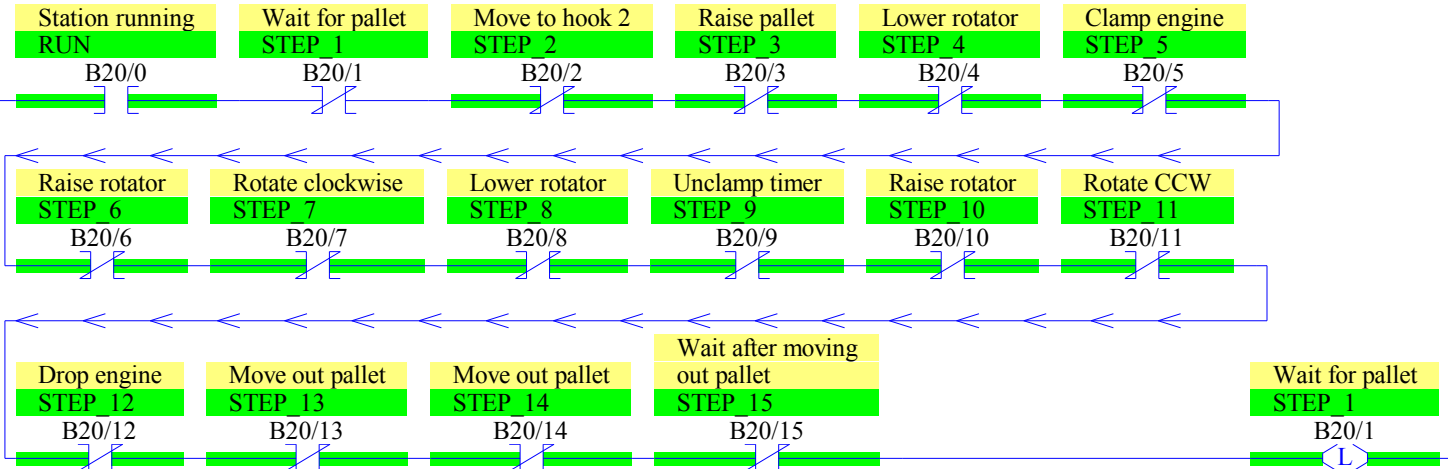 Station running Wait for pallet Move to hook 2 Raise pallet Lower rotator Clamp engine
RUN STEP_1 STEP_2 STEP_3 STEP_4 STEP_5
B20/0 B20/1 B20/2 B20/3 B20/4 B20/5
Raise rotator Rotate clockwise Lower rotator Unclamp timer Raise rotator Rotate CCW
STEP_6 STEP_7 STEP_8 STEP_9 STEP_10 STEP_11
B20/6 B20/7 B20/8 B20/9 B20/10 B20/11
Wait after moving
Drop engine Move out pallet Move out pallet out pallet Wait for pallet
STEP_12 STEP_13 STEP_14 STEP_15 STEP_1
B20/12 B20/13 B20/14 B20/15 B20/1
L